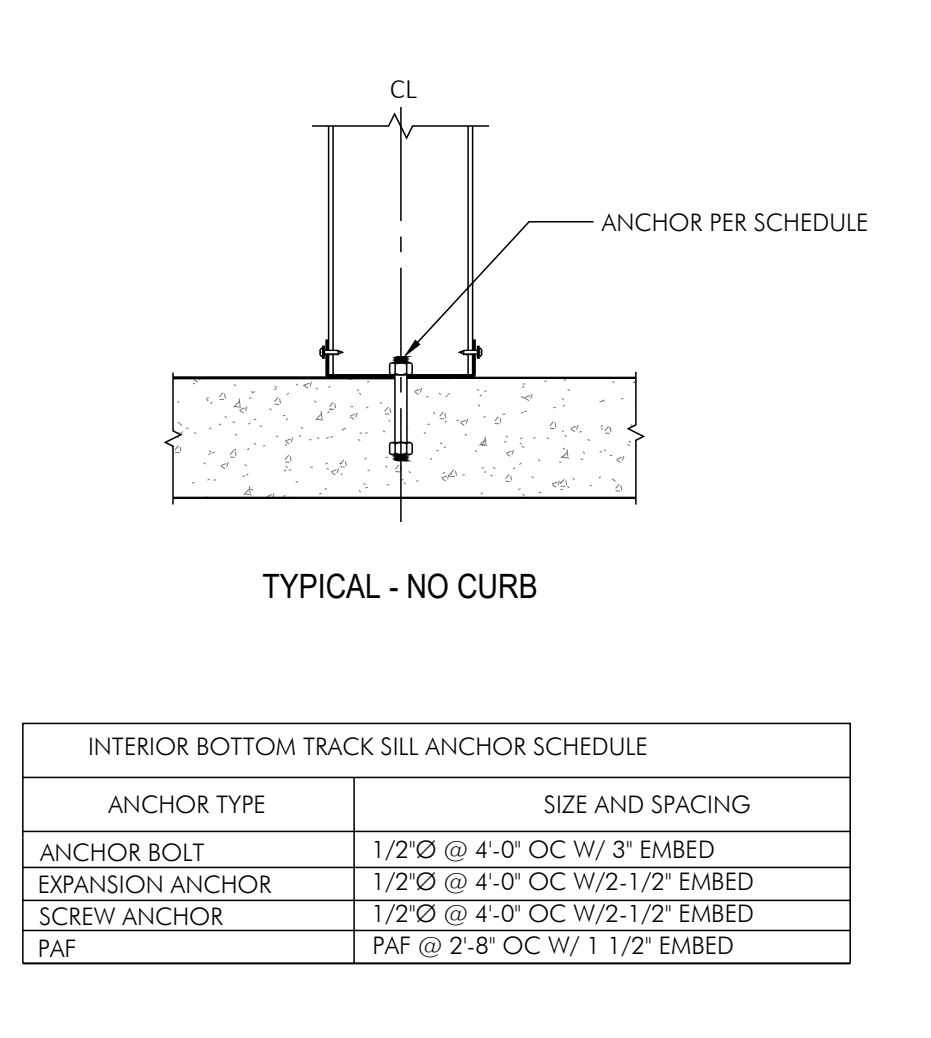 CL
ANCHOR PER SCHEDULE
TYPICAL - NO CURB
INTERIOR BOTTOM TRACK SILL ANCHOR SCHEDULE
ANCHOR TYPE SIZE AND SPACING
ANCHOR BOLT 1/2"Ø @ 4'-0" OC W/ 3" EMBED
EXPANSION ANCHOR 1/2"Ø @ 4'-0" OC W/2-1/2" EMBED
SCREW ANCHOR 1/2"Ø @ 4'-0" OC W/2-1/2" EMBED
PAF PAF @ 2'-8" OC W/ 1 1/2" EMBED